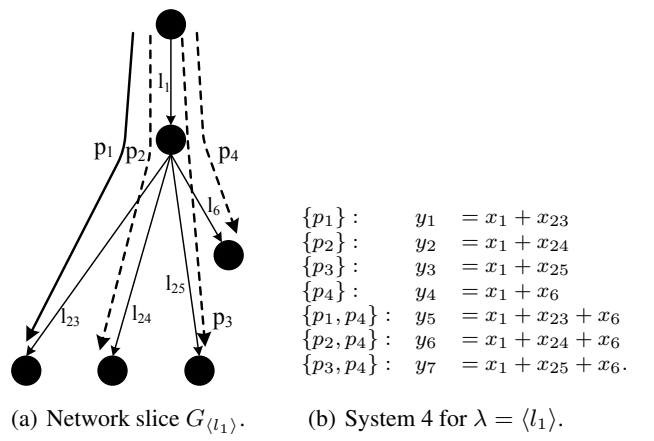 l₁
p₁
p₂
p₄
l₆
l₂₅
l₂₃
l₂₄
p₃
{p₁} : y₁ = x₁ + x₂₃
{p₂} : y₂ = x₁ + x₂₄
{p₃} : y₃ = x₁ + x₂₅
{p₄} : y₄ = x₁ + x₆
{p₁, p₄} : y₅ = x₁ + x₂₃ + x₆
{p₂, p₄} : y₆ = x₁ + x₂₄ + x₆
{p₃, p₄} : y₇ = x₁ + x₂₅ + x₆.
(a) Network slice G⟨l₁⟩.
(b) System 4 for λ = ⟨l₁⟩.